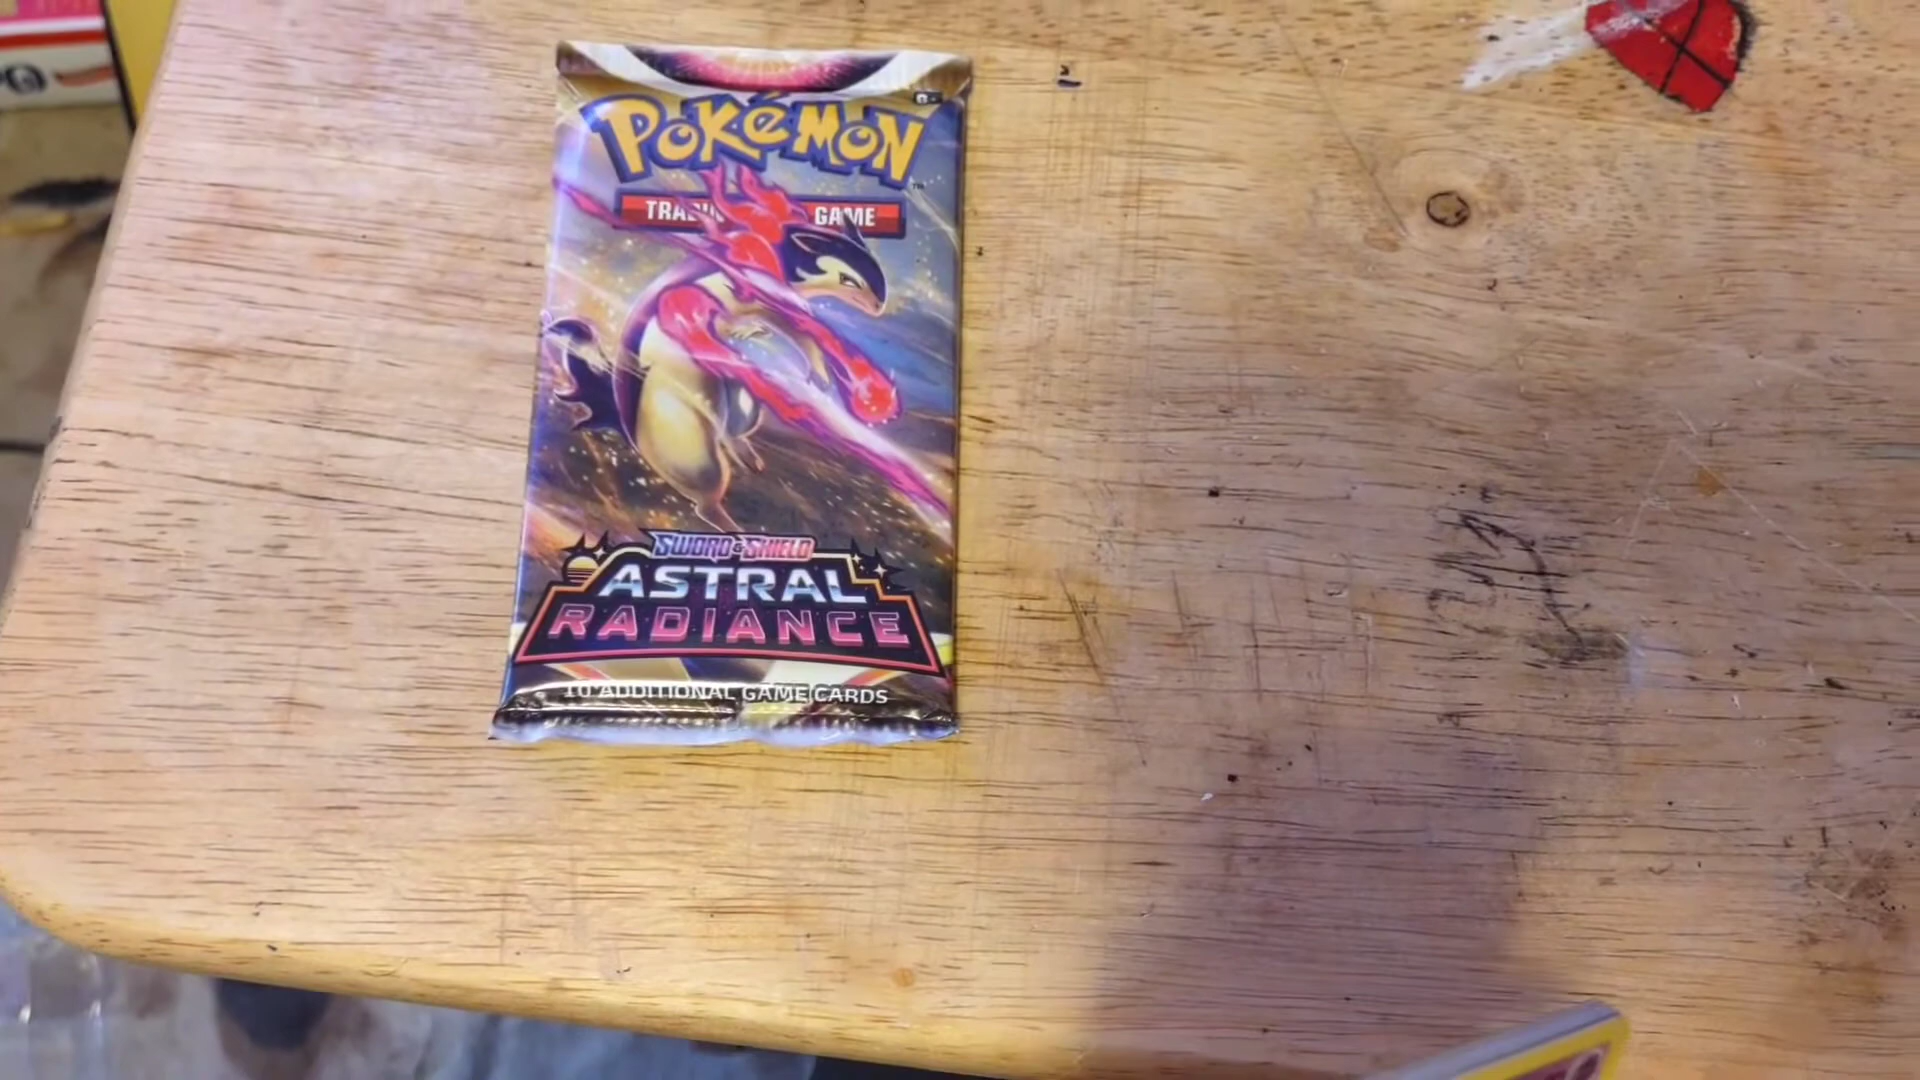 POKéMON
TRADING GAME
SWORD & SHIELD
ASTRAL
RADIANCE
10 ADDITIONAL GAME CARDS